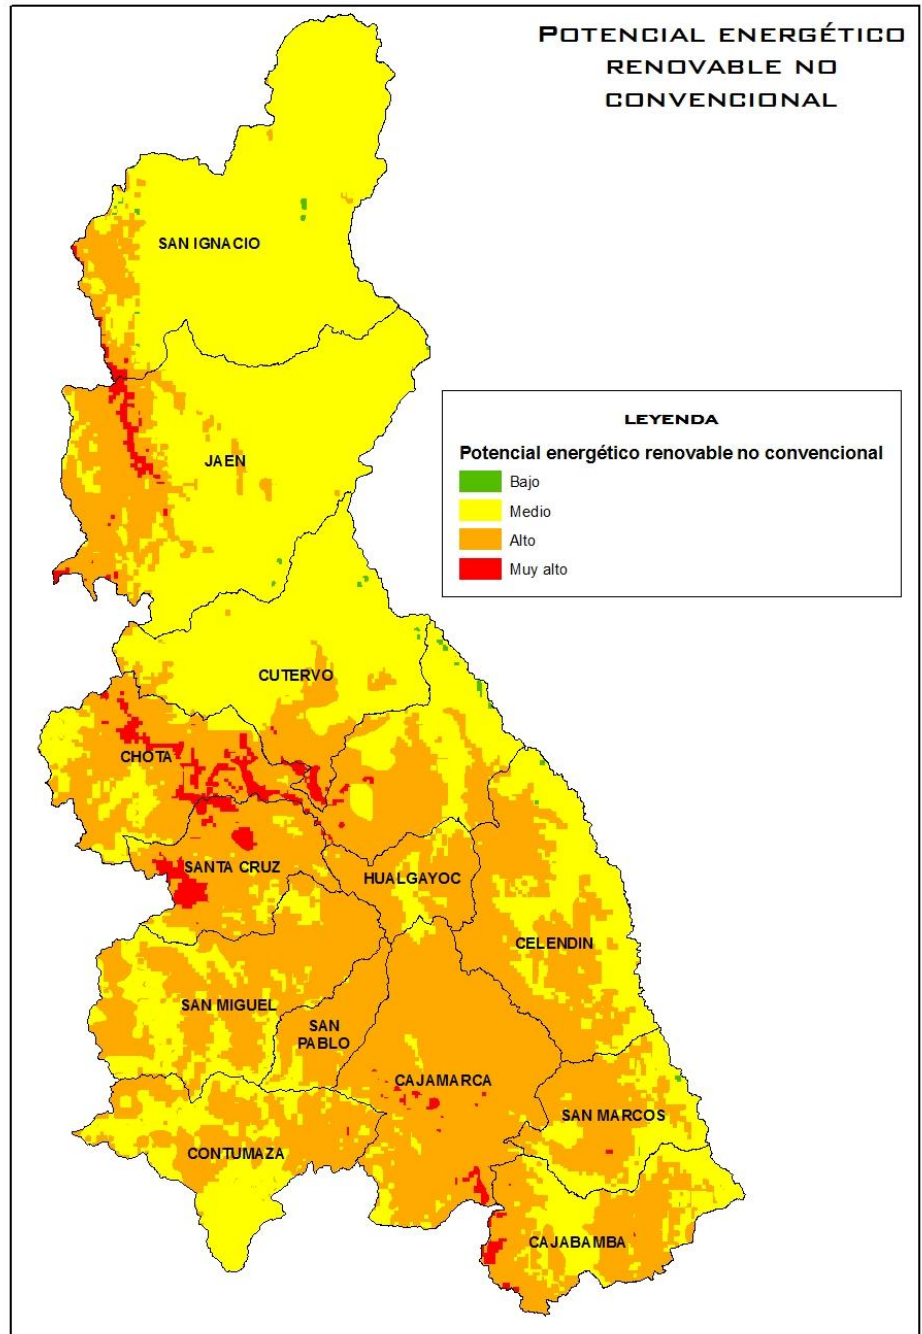 POTENCIAL ENERGÉTICO
RENOVABLE NO
CONVENCIONAL
SAN IGNACIO
LEYENDA
Potencial energético renovable no convencional
Bajo
Medio
Alto
Muy alto
JAEN
CUTERVO
CHOTA
SANTA CRUZ
HUALGAYOC
CELENDIN
SAN MIGUEL
SAN
PABLO
CAJAMARCA
SAN MARCOS
CONTUMAZA
CAJABAMBA